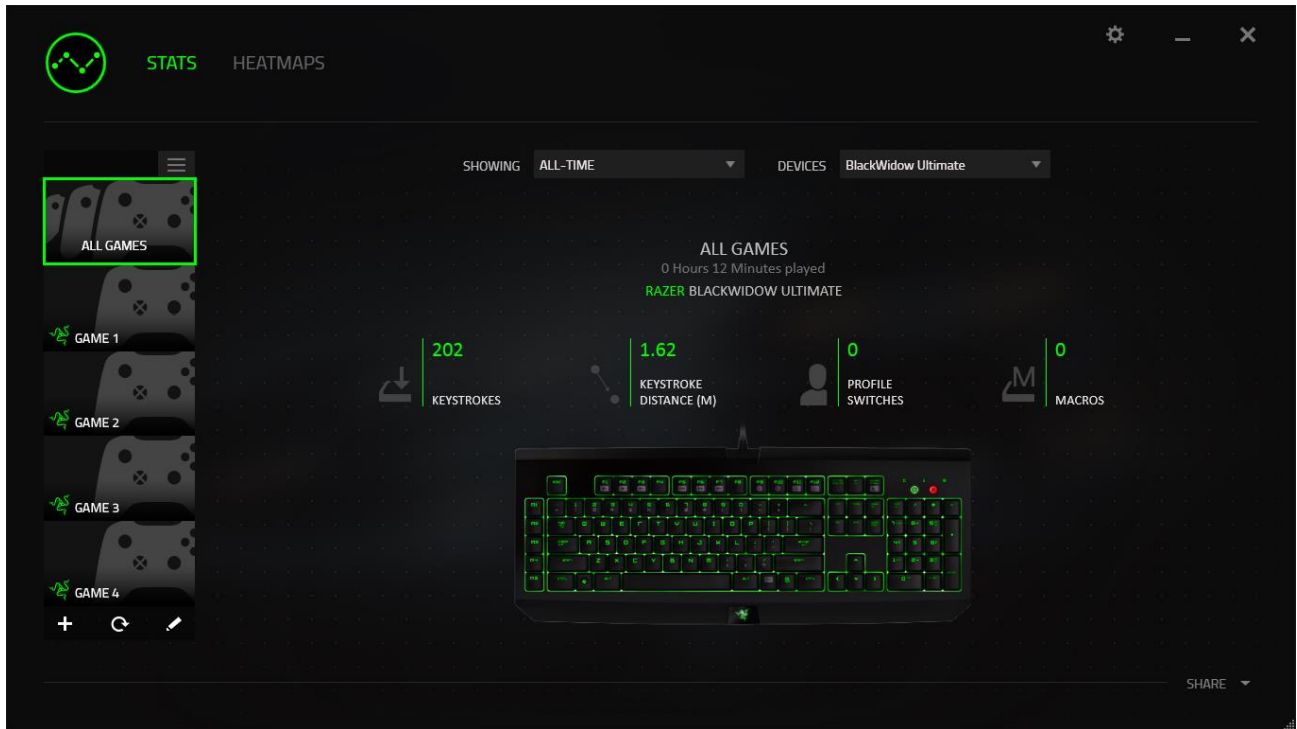 STATS HEATMAPS
SHOWING ALL-TIME DEVICES BlackWidow Ultimate
ALL GAMES
GAME 1
GAME 2
GAME 3
GAME 4
ALL GAMES
0 Hours 12 Minutes played
RAZER BLACKWIDOW ULTIMATE
202
KEYSTROKES
1.62
KEYSTROKE
DISTANCE (M)
0
PROFILE
SWITCHES
M
0
MACROS
SHARE